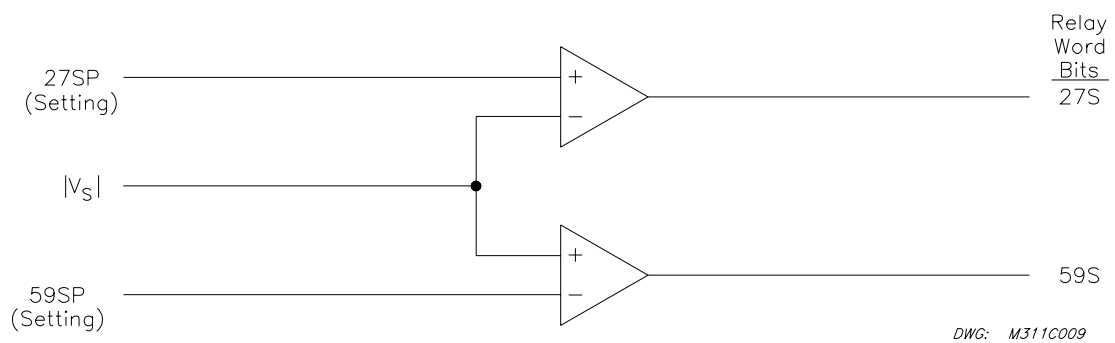 Relay
Word
Bits
27SP
(Setting)
+
−
27S
|VS|
+
−
59S
59SP
(Setting)
DWG: M311C009